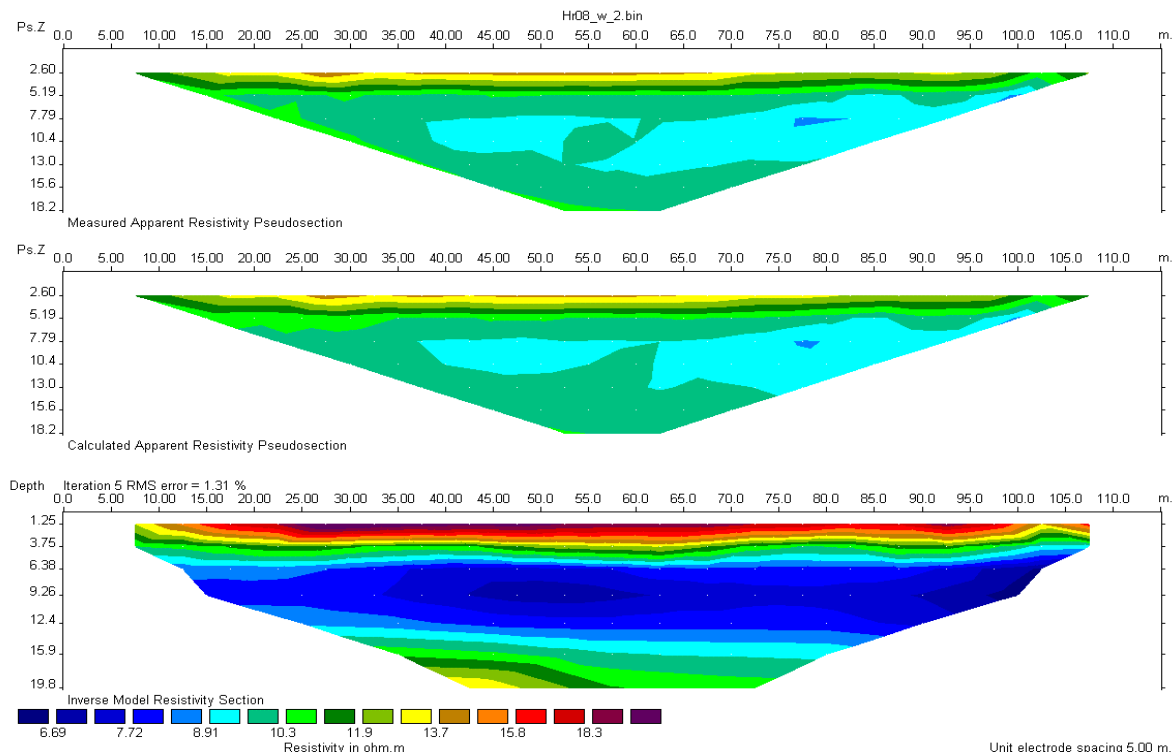 Hr08_w_2.bin
Ps.Z 0.0 5.00 10.00 15.00 20.00 25.00 30.00 35.00 40.00 45.00 50.0 55.0 60.0 65.0 70.0 75.0 80.0 85.0 90.0 95.0 100.0 105.0 110.0 m.
2.60
5.19
7.79
10.4
13.0
15.6
18.2
Measured Apparent Resistivity Pseudosection
Ps.Z 0.0 5.00 10.00 15.00 20.00 25.00 30.00 35.00 40.00 45.00 50.0 55.0 60.0 65.0 70.0 75.0 80.0 85.0 90.0 95.0 100.0 105.0 110.0 m.
2.60
5.19
7.79
10.4
13.0
15.6
18.2
Calculated Apparent Resistivity Pseudosection
Depth Iteration 5 RMS error = 1.31 %
0.0 5.00 10.00 15.00 20.00 25.00 30.00 35.00 40.00 45.00 50.0 55.0 60.0 65.0 70.0 75.0 80.0 85.0 90.0 95.0 100.0 105.0 110.0 m.
1.25
3.75
6.38
9.26
12.4
15.9
19.8
Inverse Model Resistivity Section
6.69 7.72 8.91 10.3 11.9 13.7 15.8 18.3
Resistivity in ohm.m
Unit electrode spacing 5.00 m.